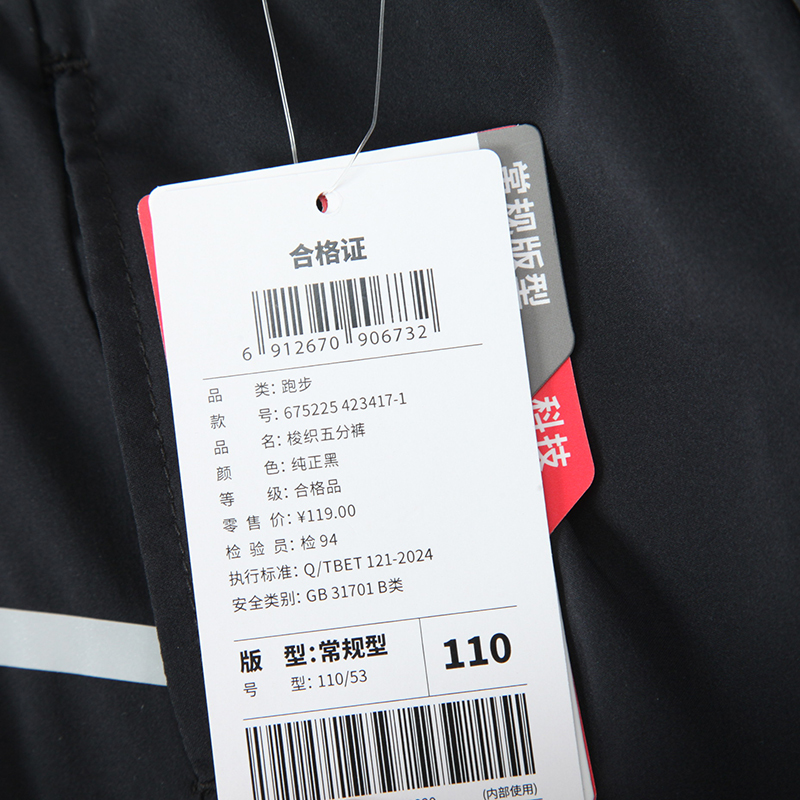 常规版型
科技
合格证
6 912670 906732
品 类: 跑步
款 号: 675225 423417-1
品 名: 梭织五分裤
颜 色: 纯正黑
等 级: 合格品
零 售 价: ¥119.00
检 验 员: 检 94
执行标准: Q/TBET 121-2024
安全类别: GB 31701 B类
版 型: 常规型
110
号 型: 110/53
(内部使用)